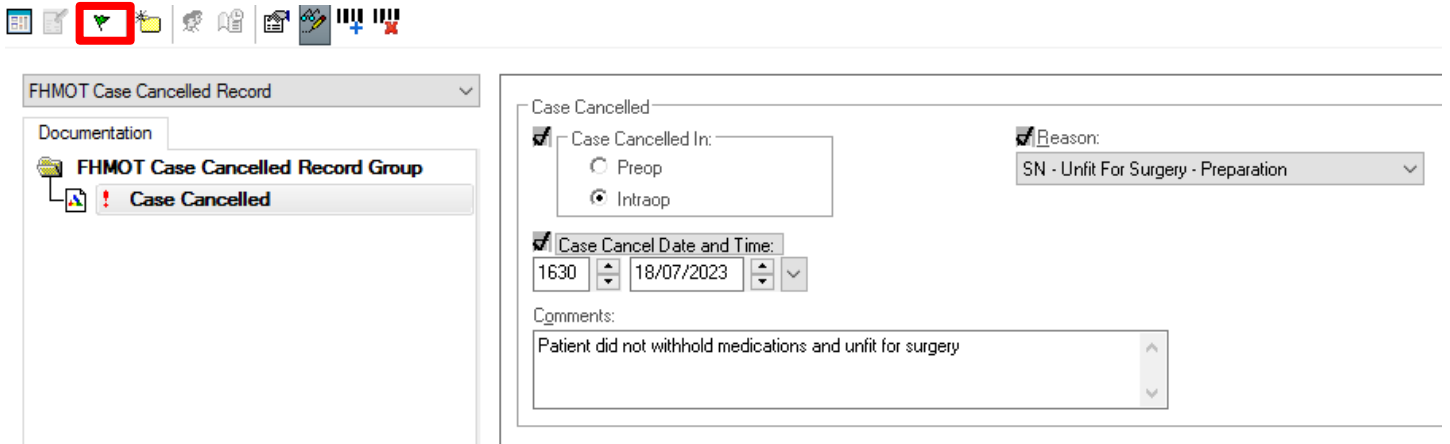 FHMOT Case Cancelled Record
Documentation
FHMOT Case Cancelled Record Group
! Case Cancelled
Case Cancelled
Case Cancelled In:
Preop
Intraop
Reason:
SN - Unfit For Surgery - Preparation
Case Cancel Date and Time:
1630 18/07/2023
Comments:
Patient did not withhold medications and unfit for surgery